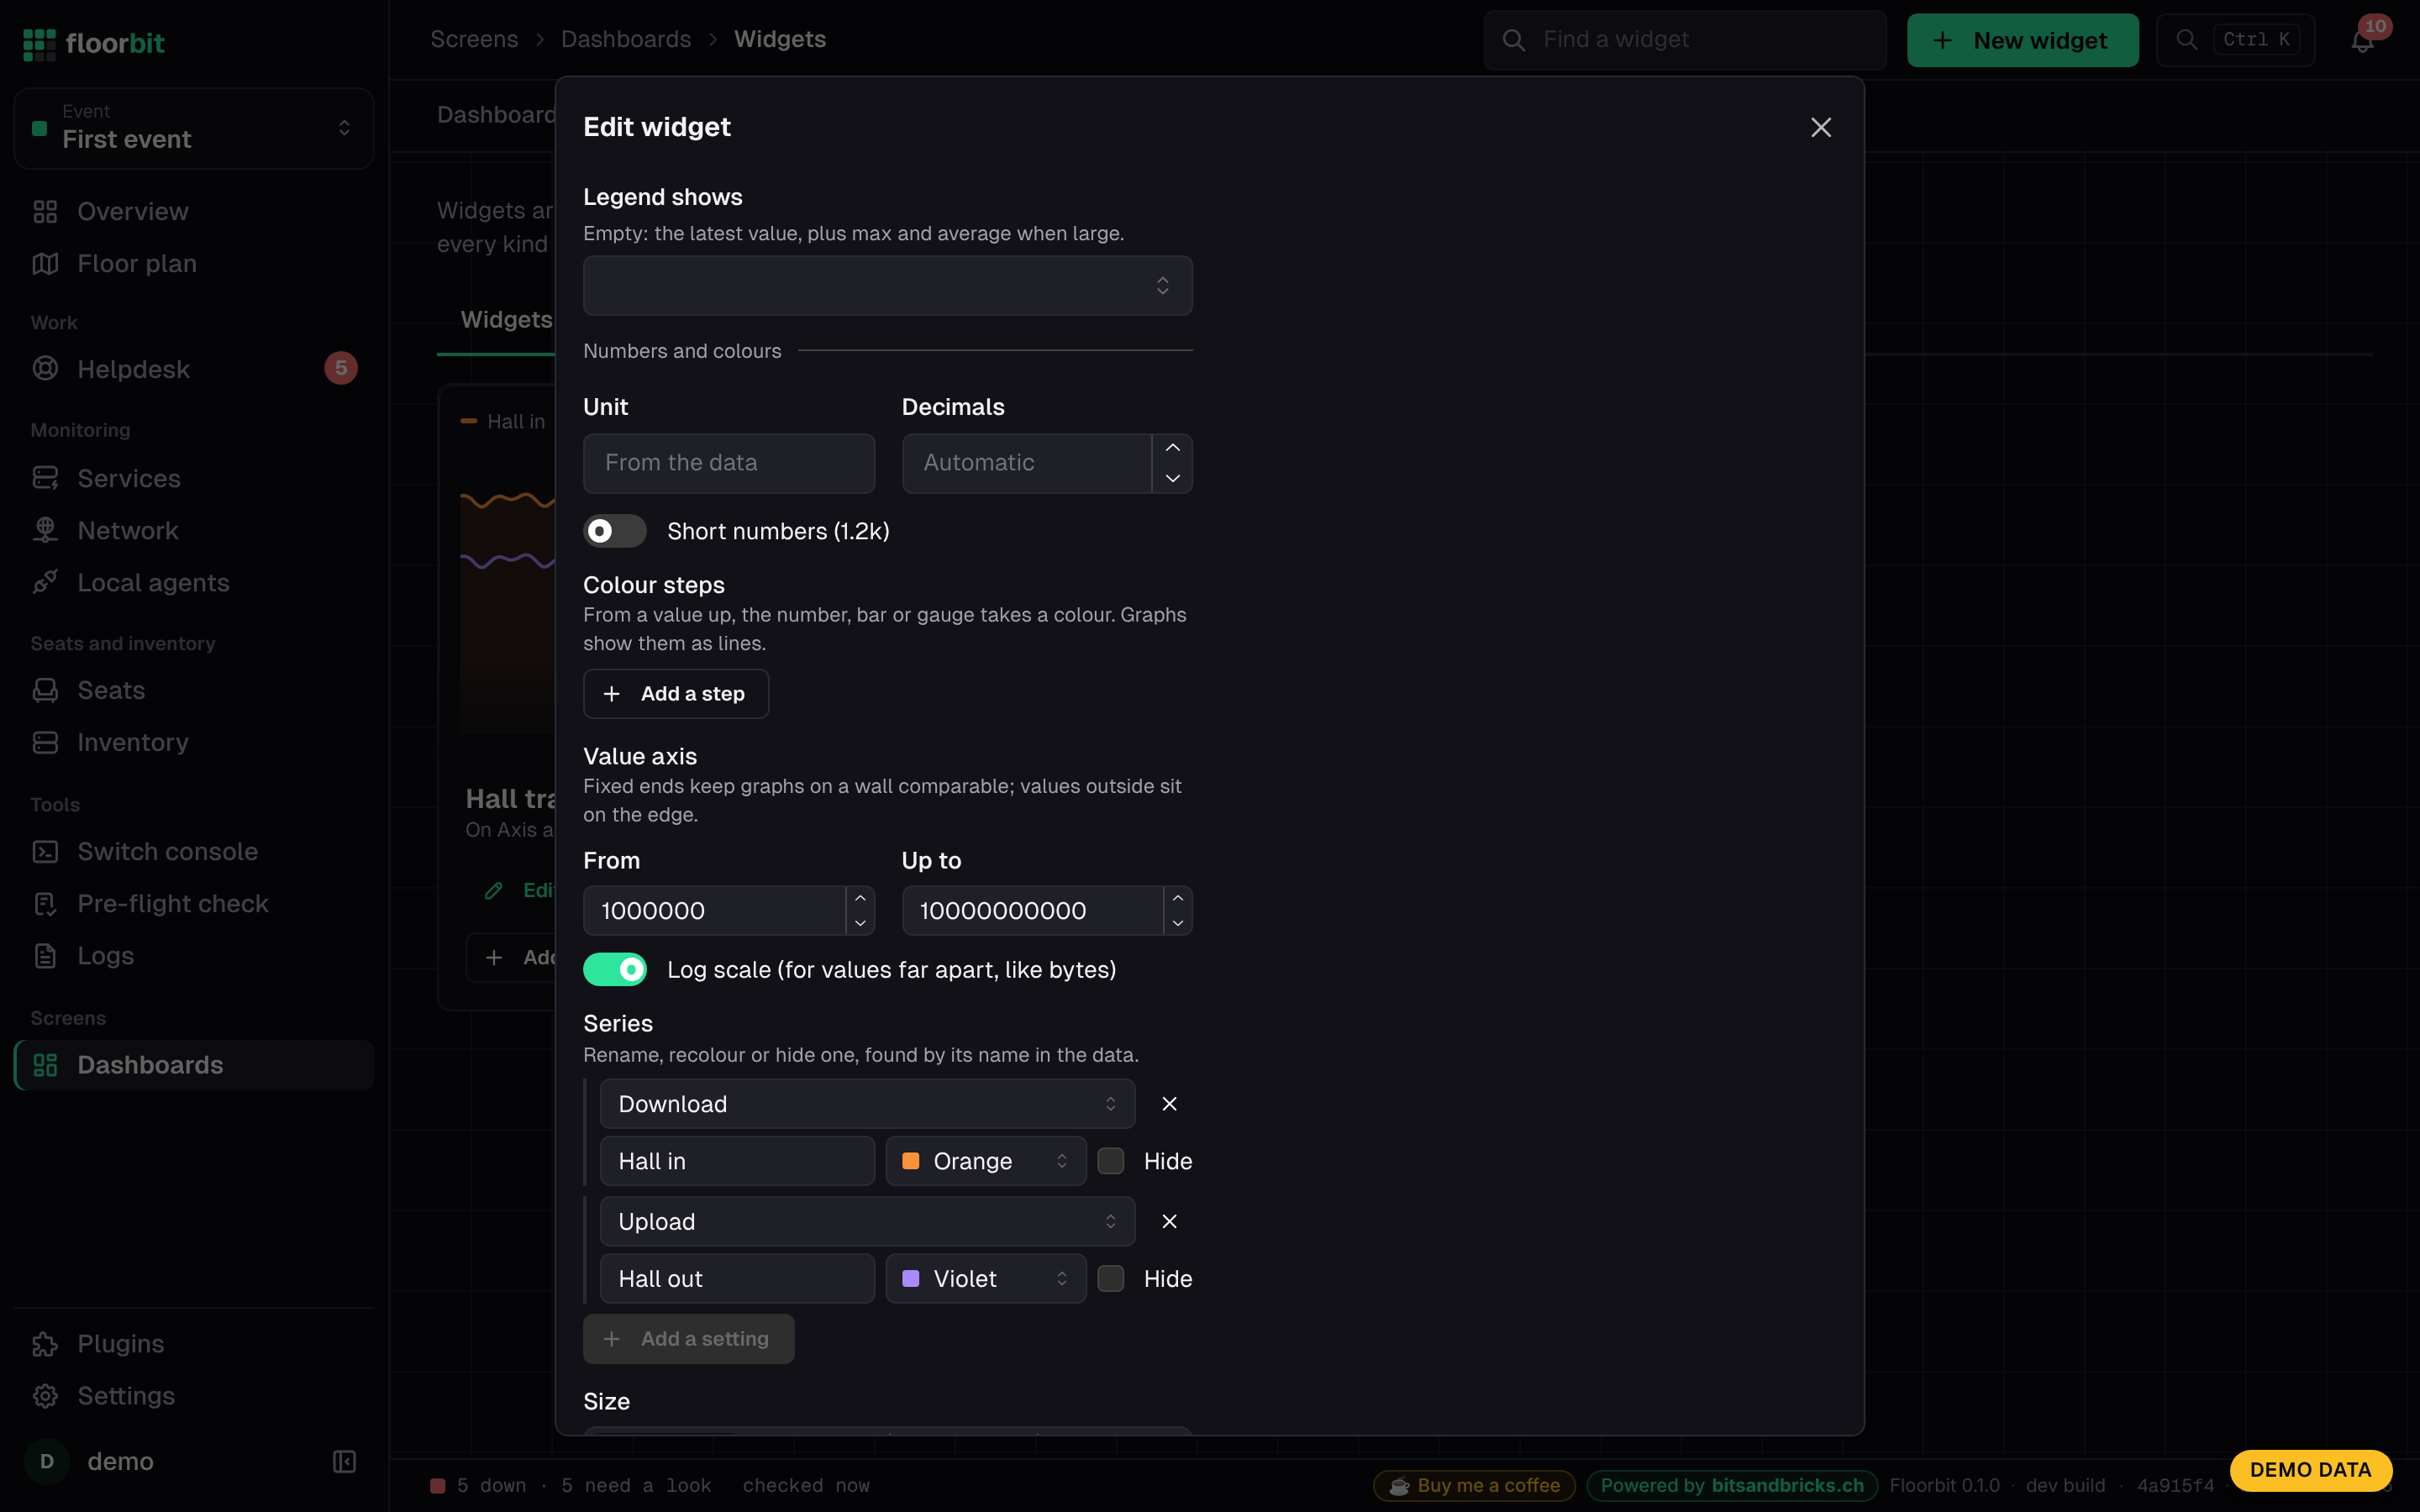 floorbit
Screens > Dashboards > Widgets
Find a widget
New widget
Ctrl K
10
Event
First event
Overview
Floor plan
Work
Helpdesk
5
Monitoring
Services
Network
Local agents
Seats and inventory
Seats
Inventory
Tools
Switch console
Pre-flight check
Logs
Screens
Dashboards
Plugins
Settings
D
demo
Widgets
every kind
Widgets
Hall in
On Axis
Edit widget
Legend shows
Empty: the latest value, plus max and average when large.
Numbers and colours
Unit
Decimals
From the data
Automatic
Short numbers (1.2k)
Colour steps
From a value up, the number, bar or gauge takes a colour. Graphs
show them as lines.
Add a step
Value axis
Fixed ends keep graphs on a wall comparable; values outside sit
on the edge.
From
Up to
1000000
10000000000
Log scale (for values far apart, like bytes)
Series
Rename, recolour or hide one, found by its name in the data.
Download
Hall in
Orange
Hide
Upload
Hall out
Violet
Hide
Add a setting
Size
5 down · 5 need a look
checked now
Buy me a coffee
Powered by bitsandbricks.ch
Floorbit 0.1.0 · dev build · 4a915f4
DEMO DATA